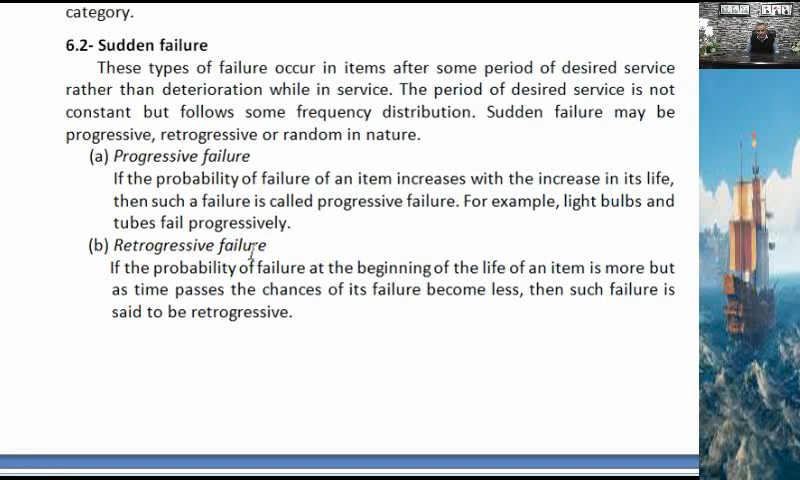 category.
6.2- Sudden failure
These types of failure occur in items after some period of desired service
rather than deterioration while in service. The period of desired service is not
constant but follows some frequency distribution. Sudden failure may be
progressive, retrogressive or random in nature.
(a) Progressive failure
If the probability of failure of an item increases with the increase in its life,
then such a failure is called progressive failure. For example, light bulbs and
tubes fail progressively.
(b) Retrogressive failure
If the probability of failure at the beginning of the life of an item is more but
as time passes the chances of its failure become less, then such failure is
said to be retrogressive.